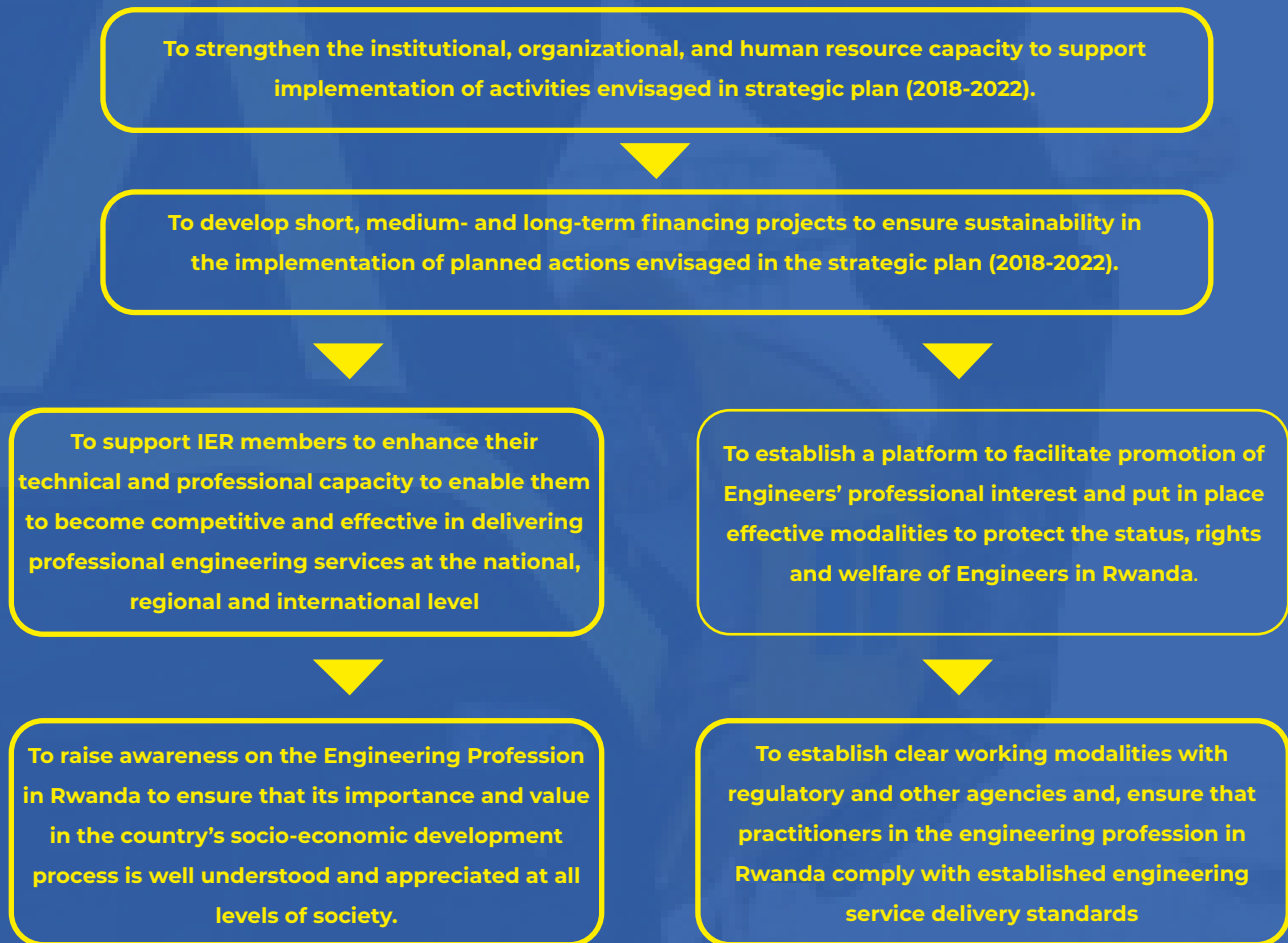 To strengthen the institutional, organizational, and human resource capacity to support
implementation of activities envisaged in strategic plan (2018-2022).
To develop short, medium- and long-term financing projects to ensure sustainability in
the implementation of planned actions envisaged in the strategic plan (2018-2022).
To support IER members to enhance their
technical and professional capacity to enable them
to become competitive and effective in delivering
professional engineering services at the national,
regional and international level
To establish a platform to facilitate promotion of
Engineers’ professional interest and put in place
effective modalities to protect the status, rights
and welfare of Engineers in Rwanda.
To raise awareness on the Engineering Profession
in Rwanda to ensure that its importance and value
in the country’s socio-economic development
process is well understood and appreciated at all
levels of society.
To establish clear working modalities with
regulatory and other agencies and, ensure that
practitioners in the engineering profession in
Rwanda comply with established engineering
service delivery standards